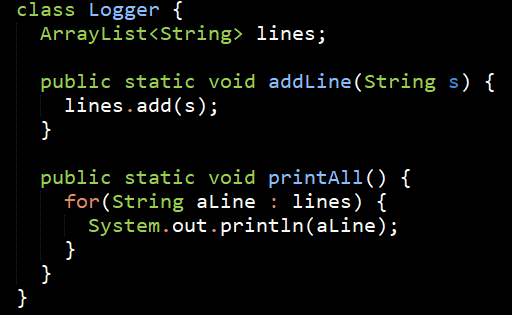 class Logger {
  ArrayList<String> lines;

  public static void addLine(String s) {
    lines.add(s);
  }

  public static void printAll() {
    for(String aLine : lines) {
      System.out.println(aLine);
    }
  }
}